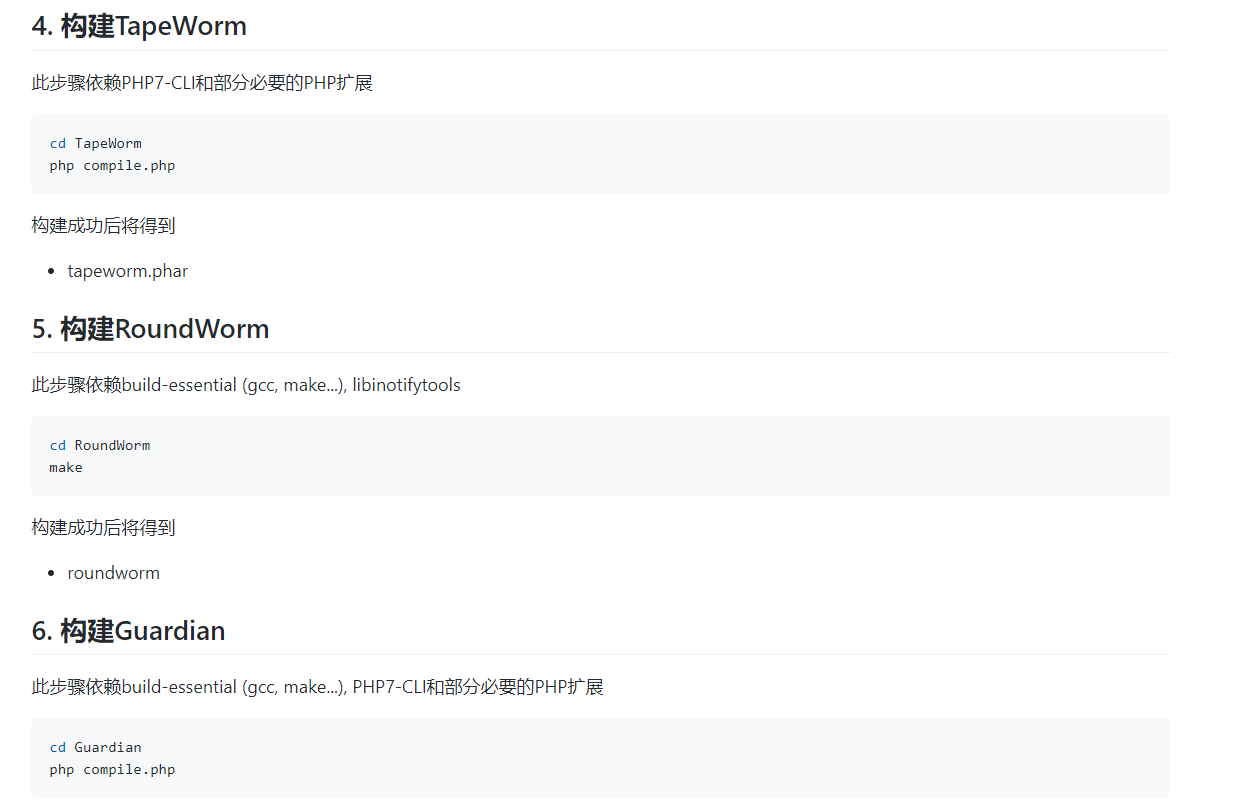 4. 构建TapeWorm
此步骤依赖PHP7-CLI和部分必要的PHP扩展
cd TapeWorm
php compile.php
构建成功后将得到
• tapeworm.phar
5. 构建RoundWorm
此步骤依赖build-essential (gcc, make...), libinotifytools
cd RoundWorm
make
构建成功后将得到
• roundworm
6. 构建Guardian
此步骤依赖build-essential (gcc, make...), PHP7-CLI和部分必要的PHP扩展
cd Guardian
php compile.php